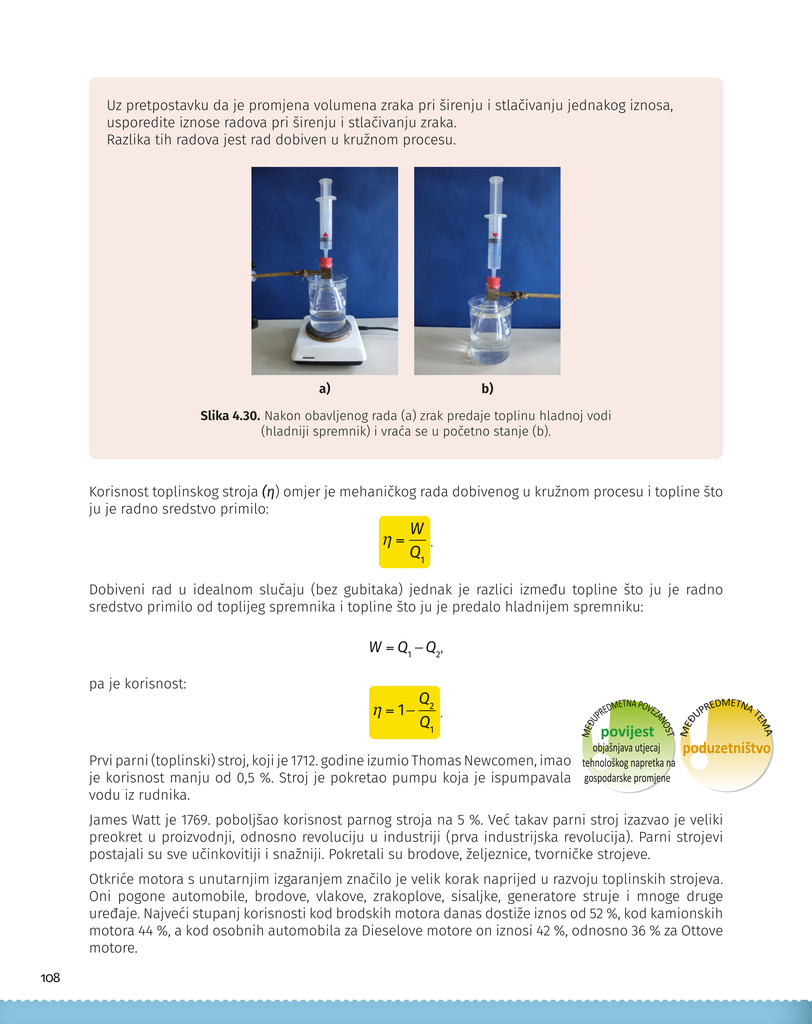 Uz pretpostavku da je promjena volumena zraka pri širenju i stlačivanju jednakog iznosa,
usporedite iznose radova pri širenju i stlačivanju zraka.
Razlika tih radova jest rad dobiven u kružnom procesu.
a)
b)
Slika 4.30. Nakon obavljenog rada (a) zrak predaje toplinu hladnoj vodi
(hladniji spremnik) i vraća se u početno stanje (b).
Korisnost toplinskog stroja (η) omjer je mehaničkog rada dobivenog u kružnom procesu i topline što
ju je radno sredstvo primilo:
η = W/Q₁.
Dobiveni rad u idealnom slučaju (bez gubitaka) jednak je razlici između topline što ju je radno
sredstvo primilo od toplijeg spremnika i topline što ju je predalo hladnijem spremniku:
W = Q₁ – Q₂,
pa je korisnost:
η = 1– Q₂/Q₁.
MEĐUPREDMETNA POVEZANOST
povijest
objašnjava utjecaj
tehnološkog napretka na
gospodarske promjene
MEĐUPREDMETNA TEMA
poduzetništvo
Prvi parni (toplinski) stroj, koji je 1712. godine izumio Thomas Newcomen, imao
je korisnost manju od 0,5 %. Stroj je pokretao pumpu koja je ispumpavala
vodu iz rudnika.
James Watt je 1769. poboljšao korisnost parnog stroja na 5 %. Već takav parni stroj izazvao je veliki
preokret u proizvodnji, odnosno revoluciju u industriji (prva industrijska revolucija). Parni strojevi
postajali su sve učinkovitiji i snažniji. Pokretali su brodove, željeznice, tvorničke strojeve.
Otkriće motora s unutarnjim izgaranjem značilo je velik korak naprijed u razvoju toplinskih strojeva.
Oni pogone automobile, brodove, vlakove, zrakoplove, sisaljke, generatore struje i mnoge druge
uređaje. Najveći stupanj korisnosti kod brodskih motora danas dostiže iznos od 52 %, kod kamionskih
motora 44 %, a kod osobnih automobila za Dieselove motore on iznosi 42 %, odnosno 36 % za Ottove
motore.
108